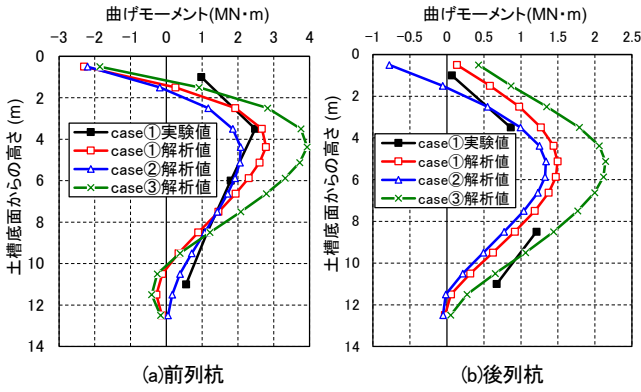 曲げモーメント(MN・m)
-3 -2 -1 0 1 2 3 4
0
2
4
6
8
10
12
14
土槽底面からの高さ (m)
case①実験値
case①解析値
case②解析値
case③解析値
(a)前列杭
曲げモーメント(MN・m)
-1 -0.5 0 0.5 1 1.5 2 2.5
0
2
4
6
8
10
12
14
土槽底面からの高さ (m)
case①実験値
case①解析値
case②解析値
case③解析値
(b)後列杭